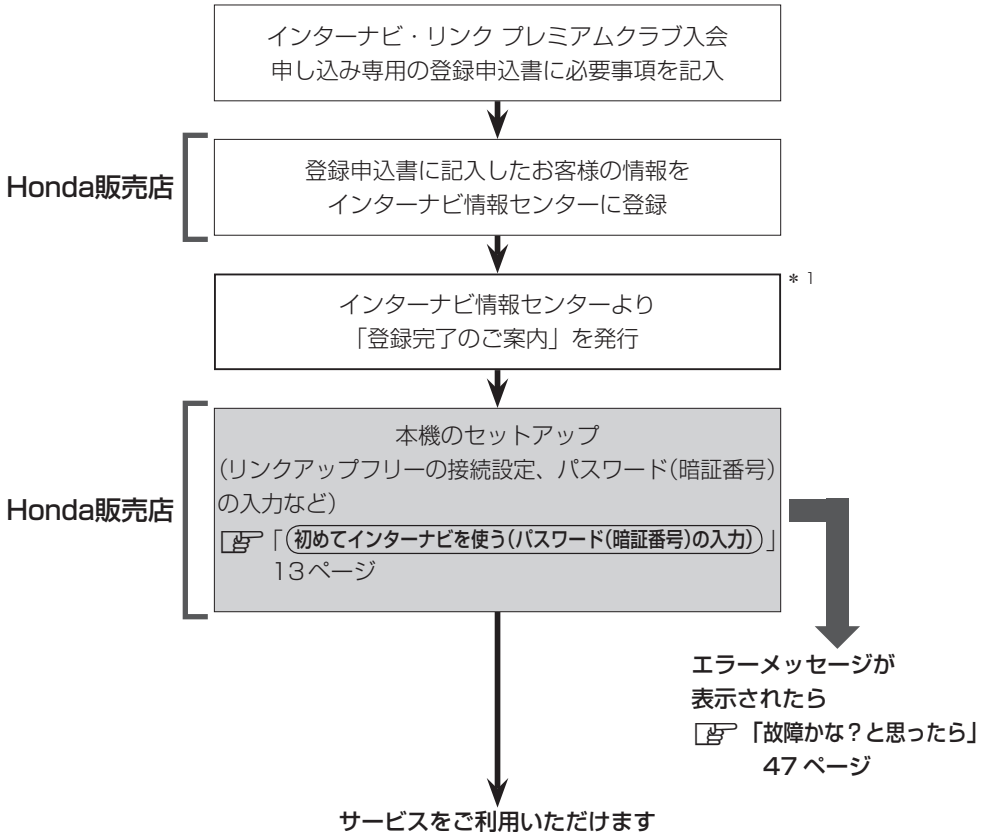 インターナビ・リンク プレミアムクラブ入会
申し込み専用の登録申込書に必要事項を記入
Honda販売店
登録申込書に記入したお客様の情報を
インターナビ情報センターに登録
インターナビ情報センターより
「登録完了のご案内」を発行
＊1
Honda販売店
本機のセットアップ
(リンクアップフリーの接続設定、パスワード(暗証番号)
の入力など)
「(初めてインターナビを使う(パスワード(暗証番号)の入力))」
13ページ
エラーメッセージが
表示されたら
「故障かな？と思ったら」
47 ページ
サービスをご利用いただけます